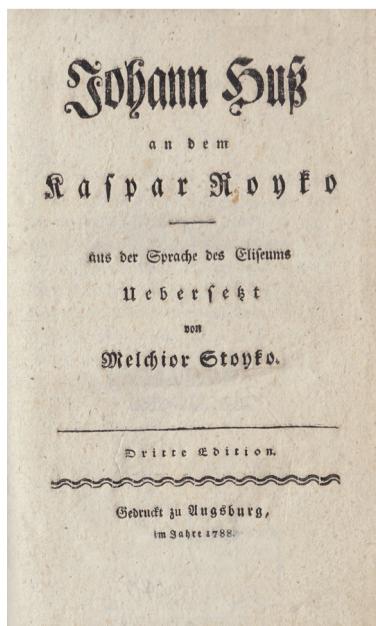 Johann Huß
an dem
Kaſpar Royko
aus der Sprache des Eliſeums
Ueberſetzt
von
Melchior Stoyko.
Dritte Edition.
Gedruckt zu Augsburg,
im Jahre 1788.